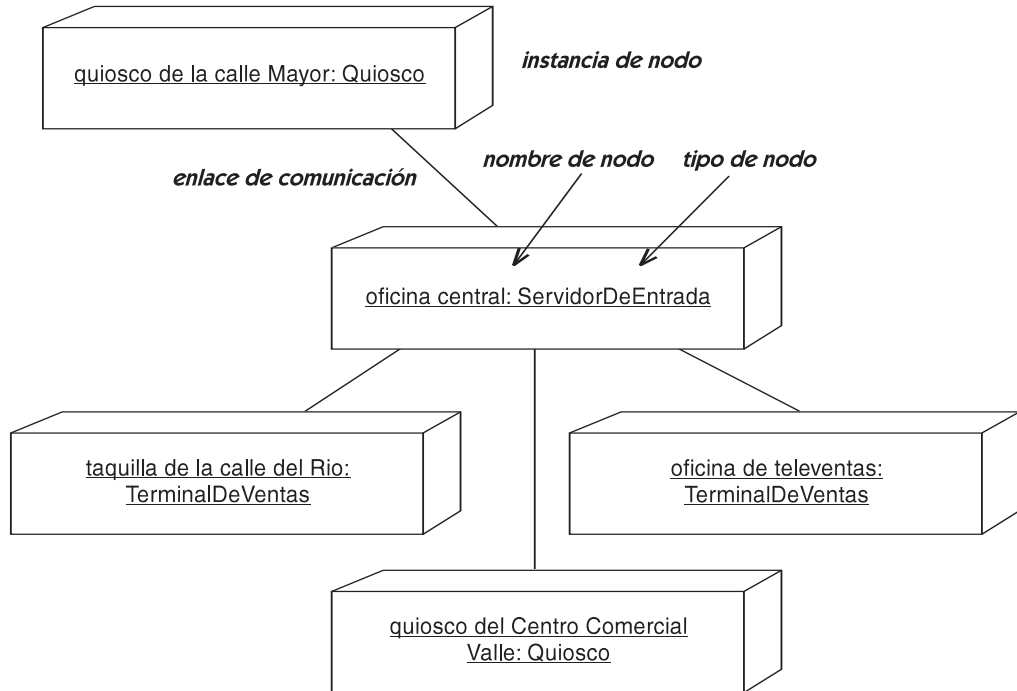 quiosco de la calle Mayor: Quiosco
instancia de nodo
nombre de nodo
tipo de nodo
enlace de comunicación
oficina central: ServidorDeEntrada
taquilla de la calle del Rio:
TerminalDeVentas
oficina de televentas:
TerminalDeVentas
quiosco del Centro Comercial
Valle: Quiosco